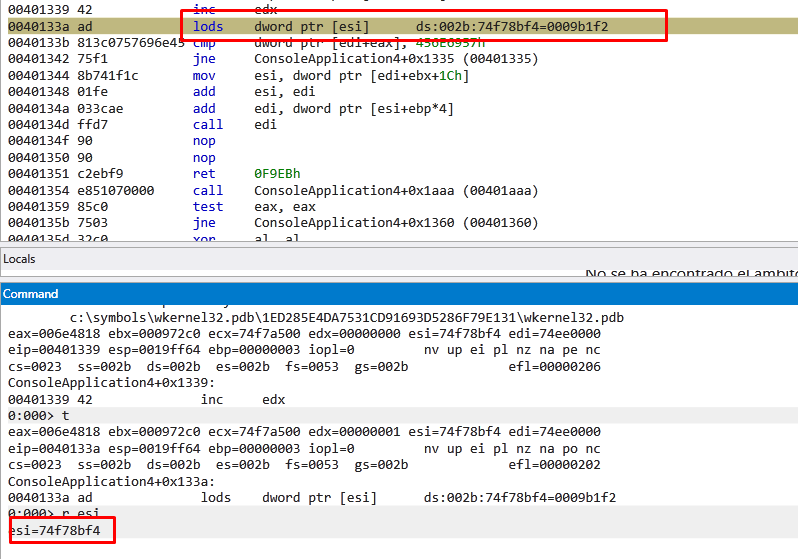 00401339 42 inc edx
0040133a ad lods dword ptr [esi] ds:002b:74f78bf4=0009b1f2
0040133b 813c0757696e45 cmp dword ptr [edi+eax], 456E6957h
00401342 75f1 jne ConsoleApplication4+0x1335 (00401335)
00401344 8b741f1c mov esi, dword ptr [edi+ebx+1Ch]
00401348 01fe add esi, edi
0040134a 033cae add edi, dword ptr [esi+ebp*4]
0040134d ffd7 call edi
0040134f 90 nop
00401350 90 nop
00401351 c2ebf9 ret 0F9EBh
00401354 e851070000 call ConsoleApplication4+0x1aaa (00401aaa)
00401359 85c0 test eax, eax
0040135b 7503 jne ConsoleApplication4+0x1360 (00401360)
0040135d 32c0 xor al, al
Locals
No se ha encontrado el ámbito
Command
c:\symbols\wkernel32.pdb\1ED285E4DA7531CD91693D5286F79E131\wkernel32.pdb
eax=006e4818 ebx=000972c0 ecx=74f7a500 edx=00000000 esi=74f78bf4 edi=74ee0000
eip=00401339 esp=0019ff64 ebp=00000003 iopl=0 nv up ei pl nz na pe nc
cs=0023 ss=002b ds=002b es=002b fs=0053 gs=002b efl=00000206
ConsoleApplication4+0x1339:
00401339 42 inc edx
0:000> t
eax=006e4818 ebx=000972c0 ecx=74f7a500 edx=00000001 esi=74f78bf4 edi=74ee0000
eip=0040133a esp=0019ff64 ebp=00000003 iopl=0 nv up ei pl nz na po nc
cs=0023 ss=002b ds=002b es=002b fs=0053 gs=002b efl=00000202
ConsoleApplication4+0x133a:
0040133a ad lods dword ptr [esi] ds:002b:74f78bf4=0009b1f2
0:000> r esi
esi=74f78bf4